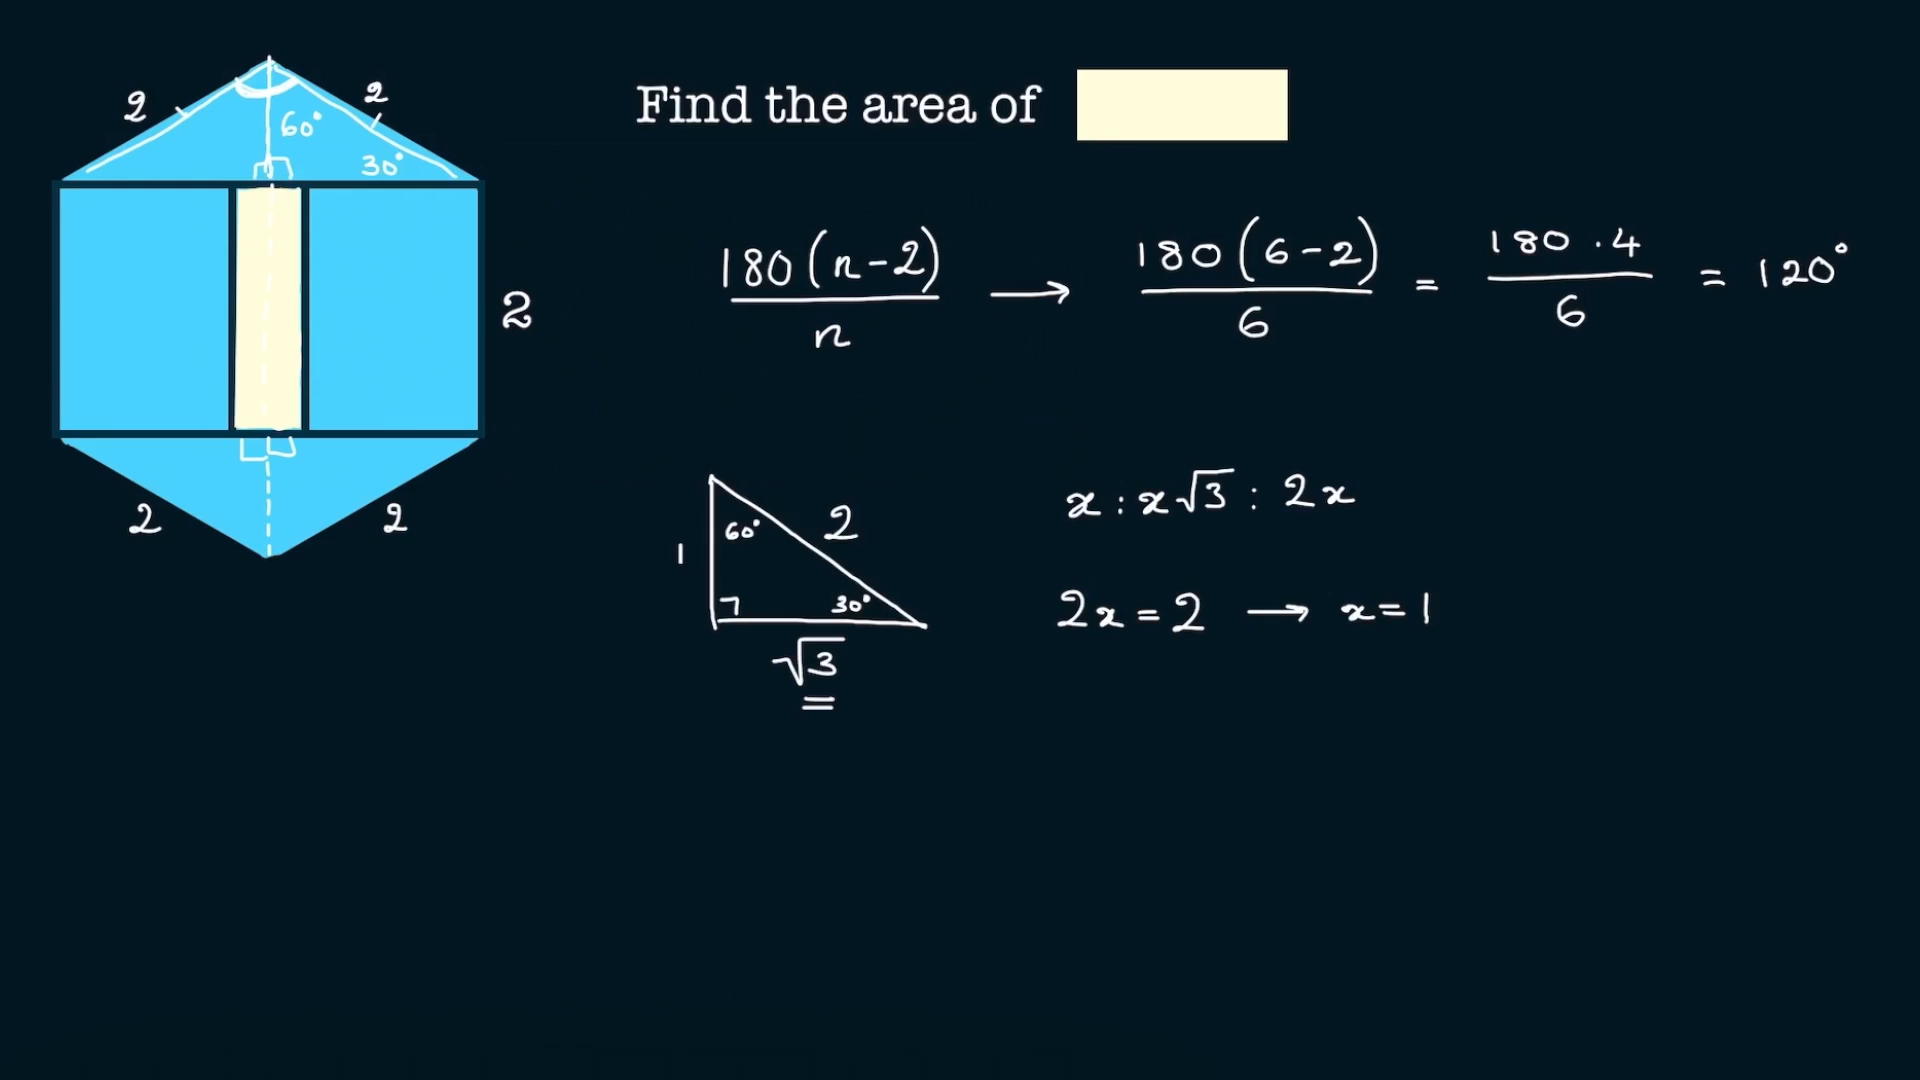 Find the area of
2 2
60°
30°
180(n-2)/n → 180(6-2)/6 = 180·4/6 = 120°
2
2 2
60° 2
1
30°
√3
x : x√3 : 2x
2x = 2 → x = 1